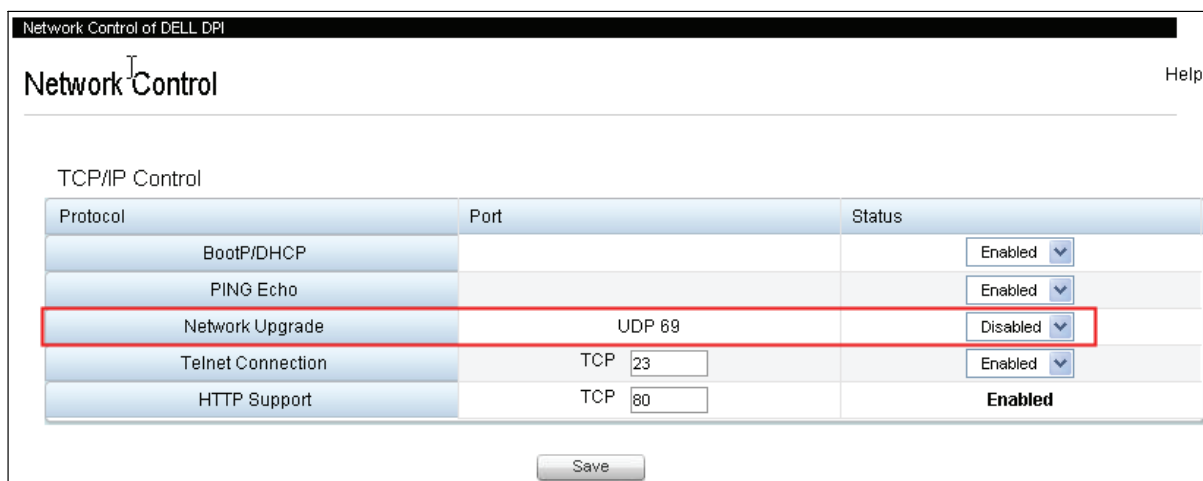 Network Control of DELL DPI
Network Control
Help
TCP/IP Control
Protocol Port Status
BootP/DHCP Enabled
PING Echo Enabled
Network Upgrade UDP 69 Disabled
Telnet Connection TCP 23 Enabled
HTTP Support TCP 80 Enabled
Save